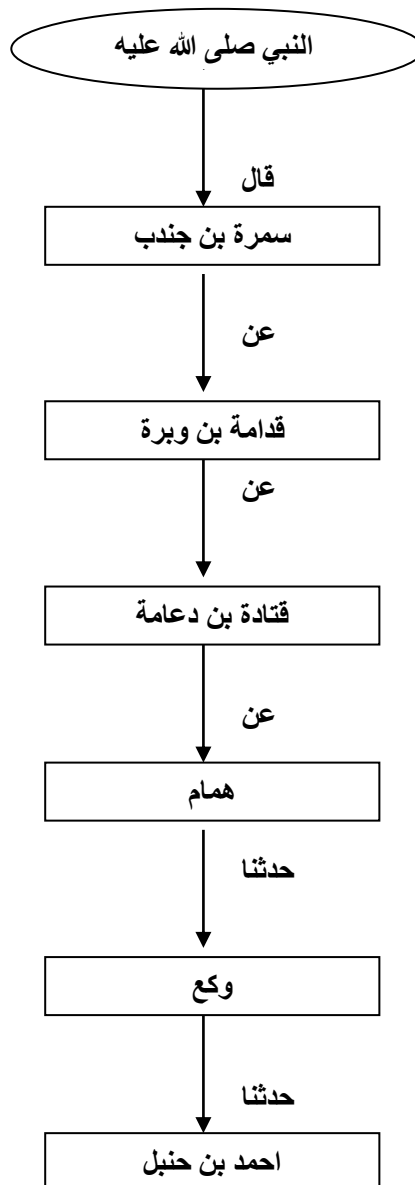 النبي صلى الله عليه
قال
سمرة بن جندب
عن
قدامة بن وبرة
عن
قتادة بن دعامة
عن
همام
حدثنا
وكع
حدثنا
احمد بن حنبل